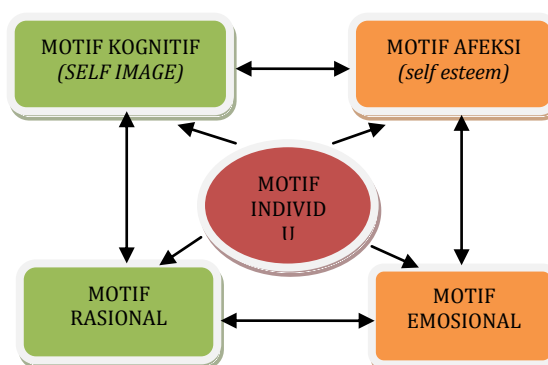 MOTIF KOGNITIF
(SELF IMAGE)
MOTIF AFEKSI
(self esteem)
MOTIF
INDIVID
U
MOTIF
RASIONAL
MOTIF
EMOSIONAL